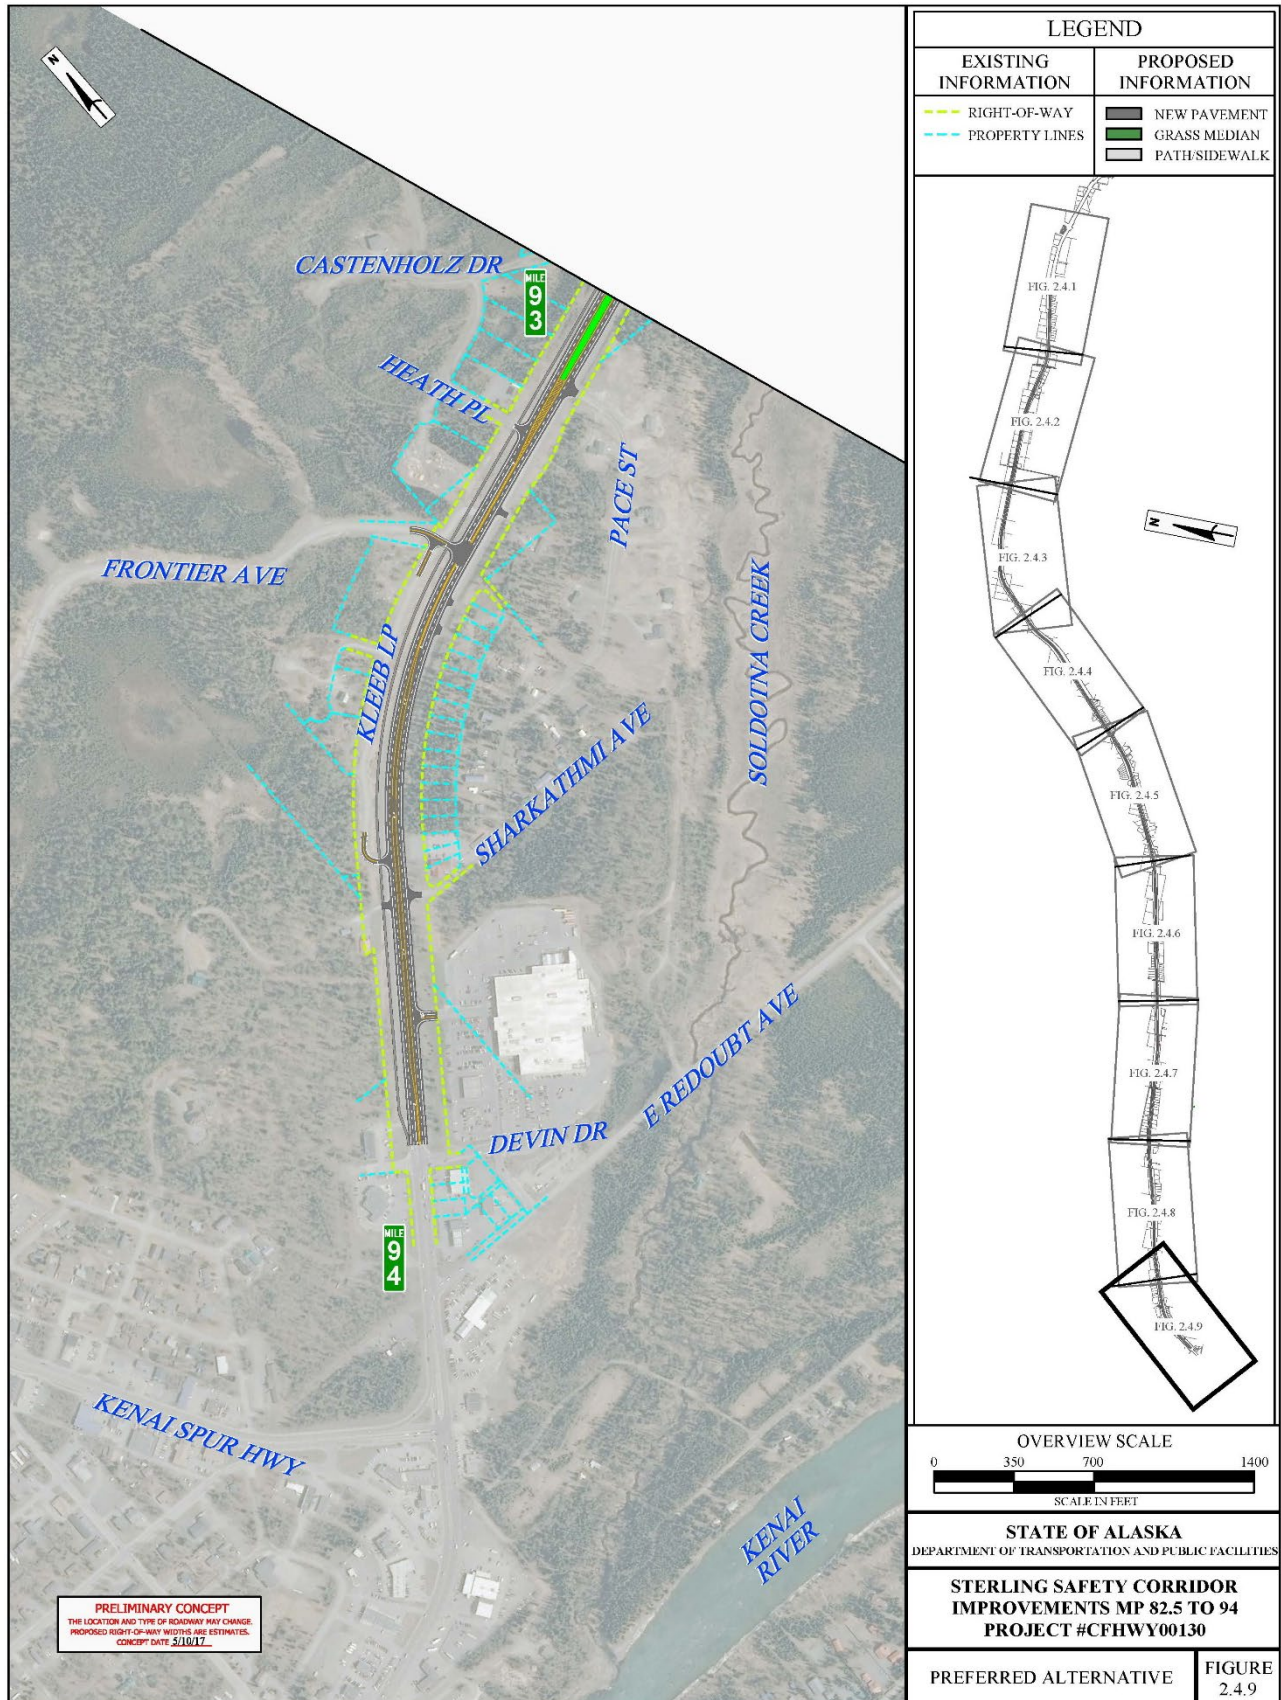 N
CASTENHOLZ DR
MILE
9
3
HEATH PL
PACE ST
FRONTIER AVE
KLEEB LP
SOLDOTNA CREEK
SHARKATHMI AVE
E REDOUBT AVE
DEVIN DR
MILE
9
4
KENAI SPUR HWY
KENAI
RIVER
PRELIMINARY CONCEPT
THE LOCATION AND TYPE OF ROADWAY MAY CHANGE.
PROPOSED RIGHT-OF-WAY WIDTHS ARE ESTIMATES.
CONCEPT DATE 5/10/17
LEGEND
EXISTING
INFORMATION
RIGHT-OF-WAY
PROPERTY LINES
PROPOSED
INFORMATION
NEW PAVEMENT
GRASS MEDIAN
PATH/SIDEWALK
FIG. 2.4.1
FIG. 2.4.2
N
FIG. 2.4.3
FIG. 2.4.4
FIG. 2.4.5
FIG. 2.4.6
FIG. 2.4.7
FIG. 2.4.8
FIG. 2.4.9
OVERVIEW SCALE
0 350 700 1400
SCALE IN FEET
STATE OF ALASKA
DEPARTMENT OF TRANSPORTATION AND PUBLIC FACILITIES
STERLING SAFETY CORRIDOR
IMPROVEMENTS MP 82.5 TO 94
PROJECT #CFHWY00130
PREFERRED ALTERNATIVE
FIGURE
2.4.9